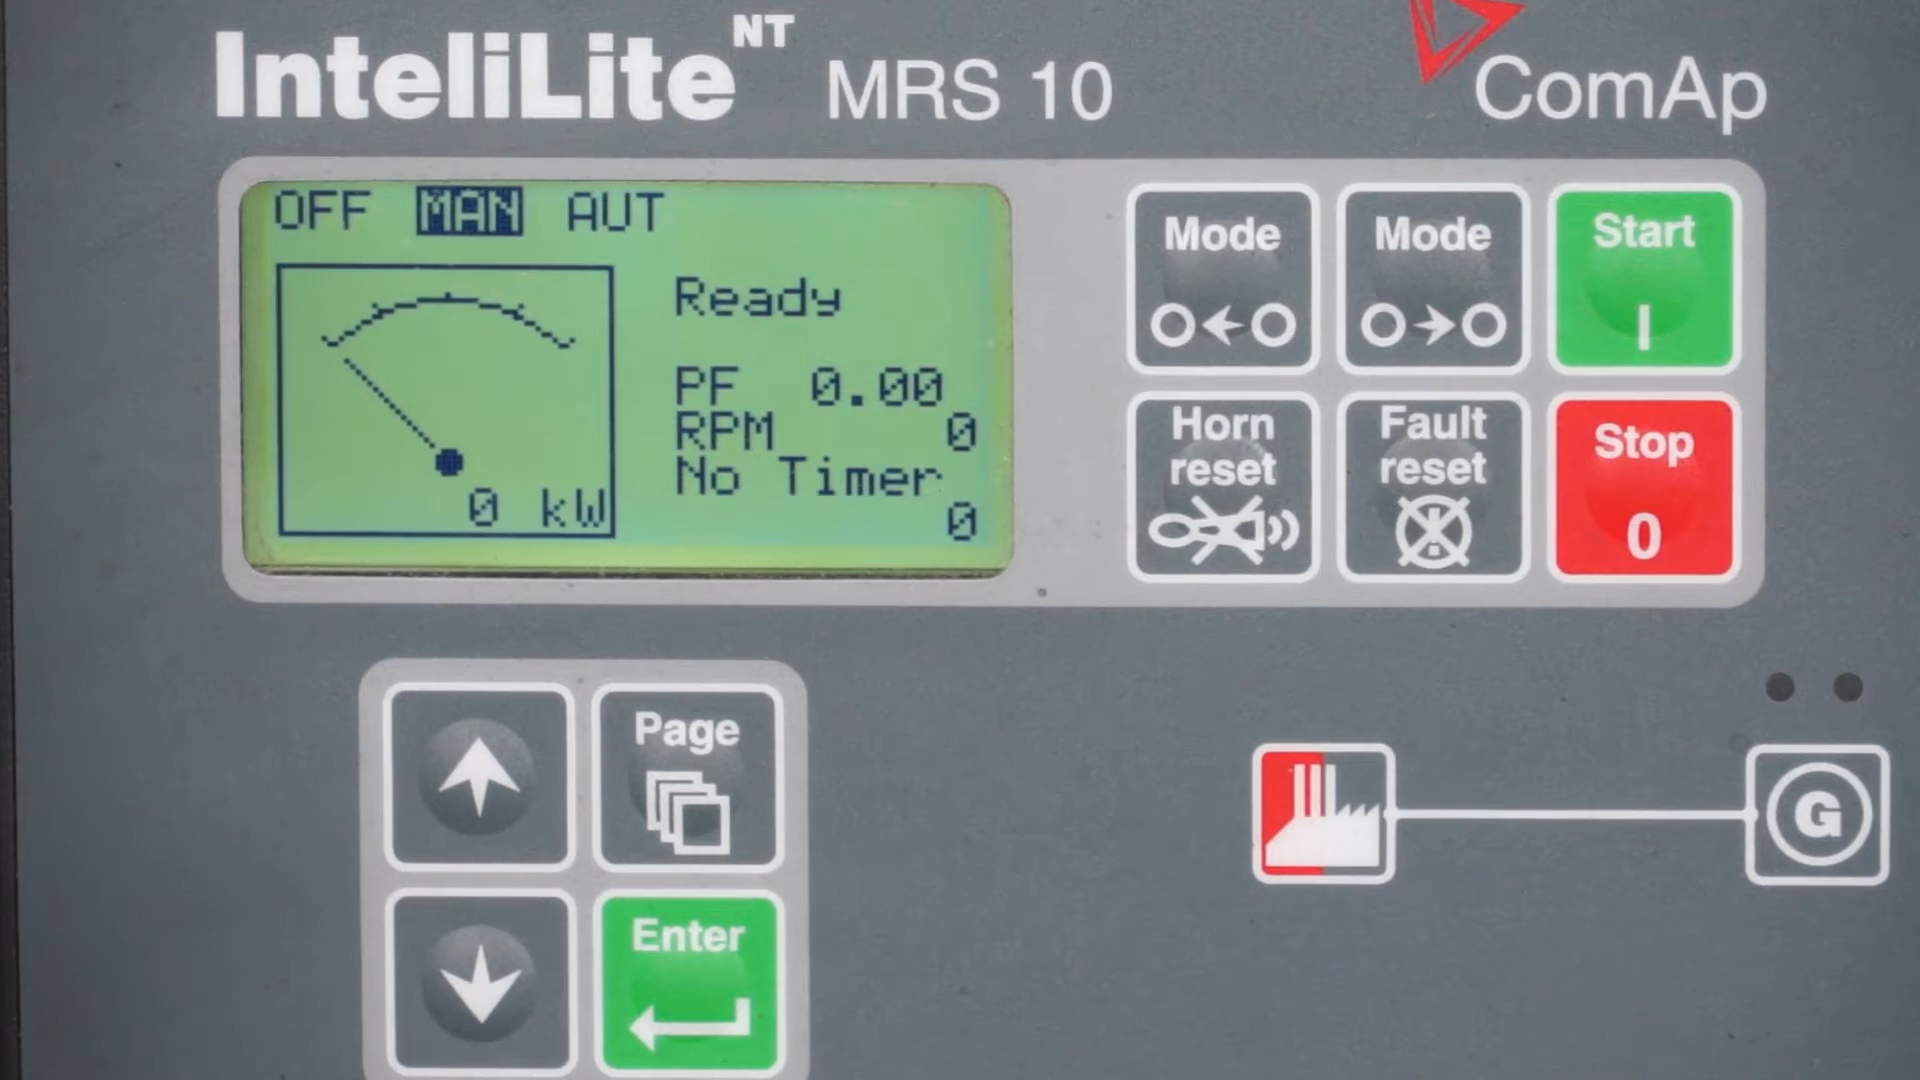 InteliLite NT MRS 10
ComAp
OFF MAN AUT
Ready
PF 0.00
RPM 0
No Timer
0
0 kW
Mode
Mode
Start
I
Horn
reset
Fault
reset
Stop
0
Page
Enter
G